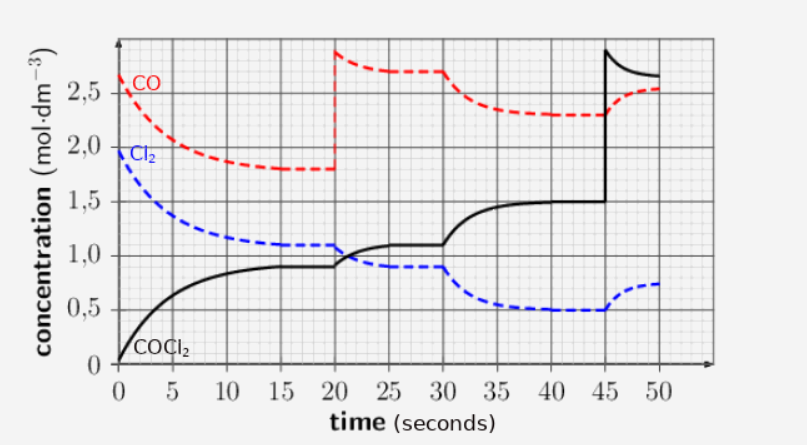 concentration (mol·dm⁻³)
2,5
2,0
1,5
1,0
0,5
0
CO
Cl₂
COCl₂
0 5 10 15 20 25 30 35 40 45 50
time (seconds)